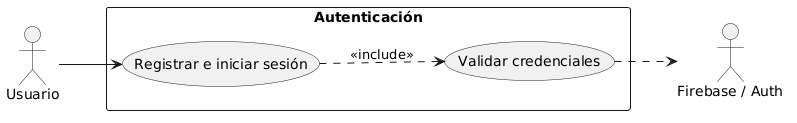 Autenticación
Usuario
Registrar e iniciar sesión
«include»
Validar credenciales
Firebase / Auth